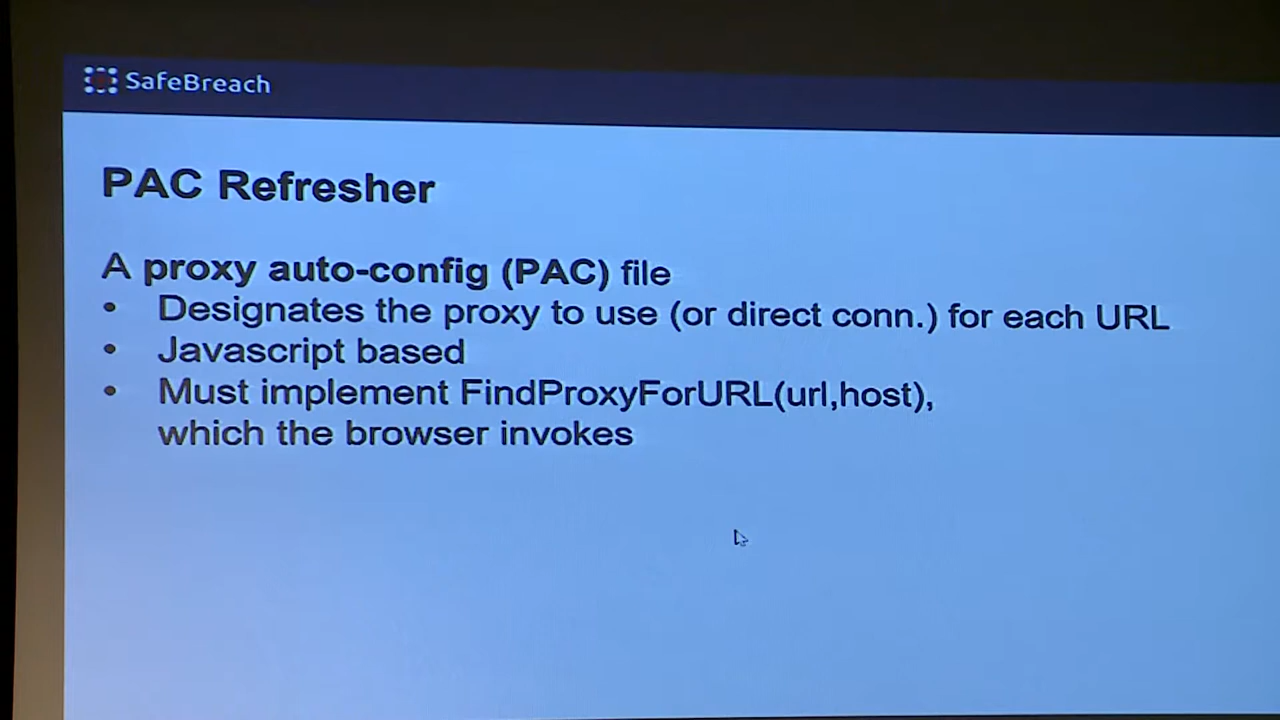 SafeBreach
PAC Refresher
A proxy auto-config (PAC) file
• Designates the proxy to use (or direct conn.) for each URL
• Javascript based
• Must implement FindProxyForURL(url,host),
which the browser invokes